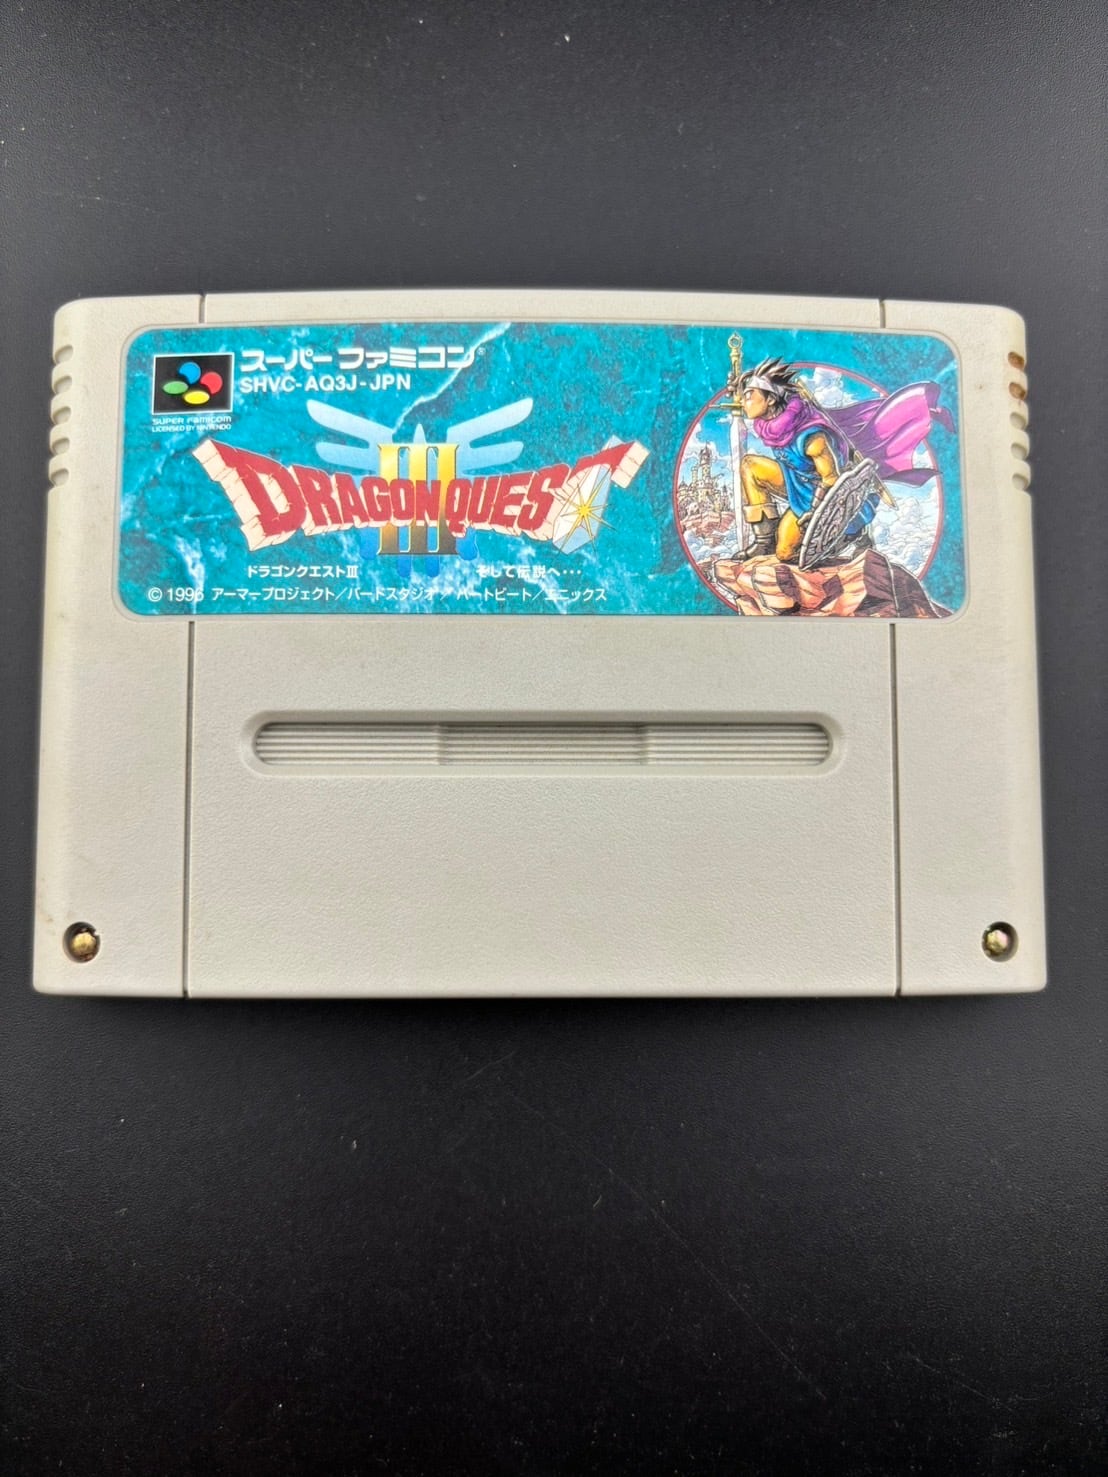 スーパーファミコン®
SHVC-AQ3J-JPN
SUPER FAMICOM
LICENSED BY NINTENDO
III
DRAGON QUEST
ドラゴンクエストIII そして伝説へ・・・
© 1996 アーマープロジェクト/バードスタジオ/ハートビート/エニックス